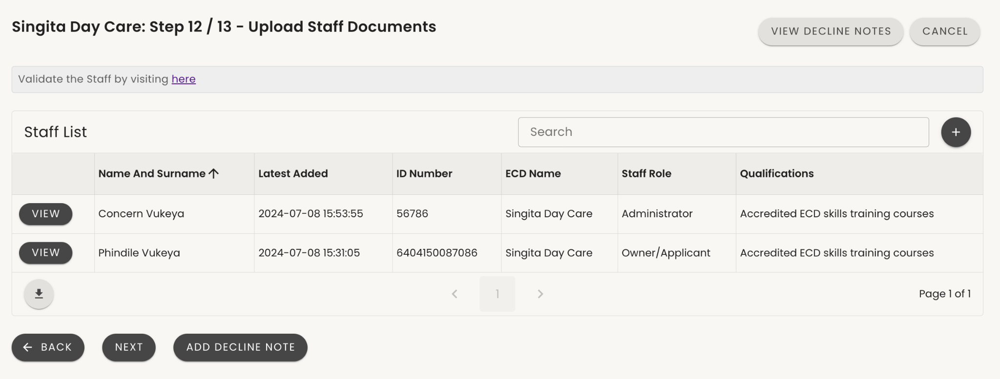 Singita Day Care: Step 12 / 13 - Upload Staff Documents
VIEW DECLINE NOTES
CANCEL
Validate the Staff by visiting here
Staff List
Search
+
Name And Surname
Latest Added
ID Number
ECD Name
Staff Role
Qualifications
VIEW Concern Vukeya 2024-07-08 15:53:55 56786 Singita Day Care Administrator Accredited ECD skills training courses
VIEW Phindile Vukeya 2024-07-08 15:31:05 6404150087086 Singita Day Care Owner/Applicant Accredited ECD skills training courses
1
Page 1 of 1
BACK
NEXT
ADD DECLINE NOTE